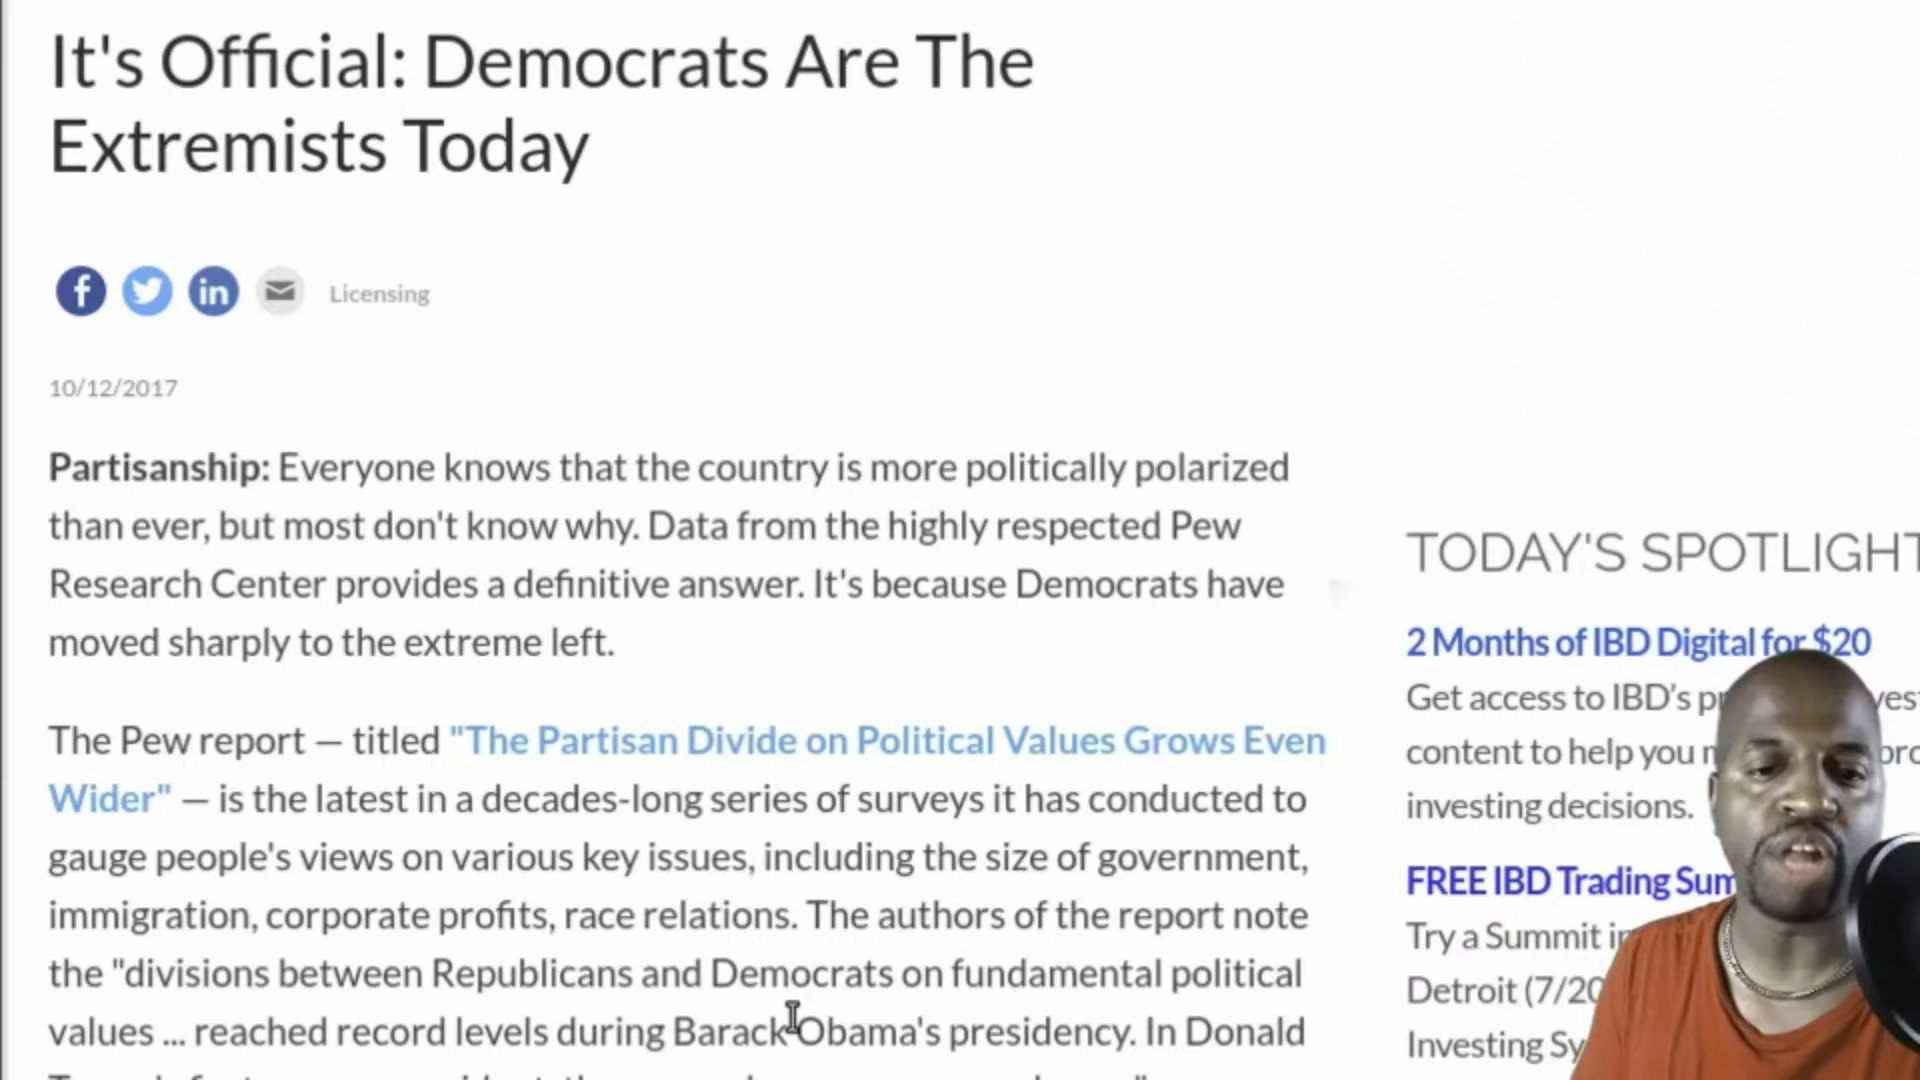 It's Official: Democrats Are The
Extremists Today
f in Licensing
10/12/2017
Partisanship: Everyone knows that the country is more politically polarized
than ever, but most don't know why. Data from the highly respected Pew
Research Center provides a definitive answer. It's because Democrats have
moved sharply to the extreme left.
The Pew report — titled "The Partisan Divide on Political Values Grows Even
Wider" — is the latest in a decades-long series of surveys it has conducted to
gauge people's views on various key issues, including the size of government,
immigration, corporate profits, race relations. The authors of the report note
the "divisions between Republicans and Democrats on fundamental political
values ... reached record levels during Barack Obama's presidency. In Donald
TODAY'S SPOTLIGHT
2 Months of IBD Digital for $20
Get access to IBD's
content to help you
investing decisions.
FREE IBD Trading
Try a Summit
Detroit
Investing